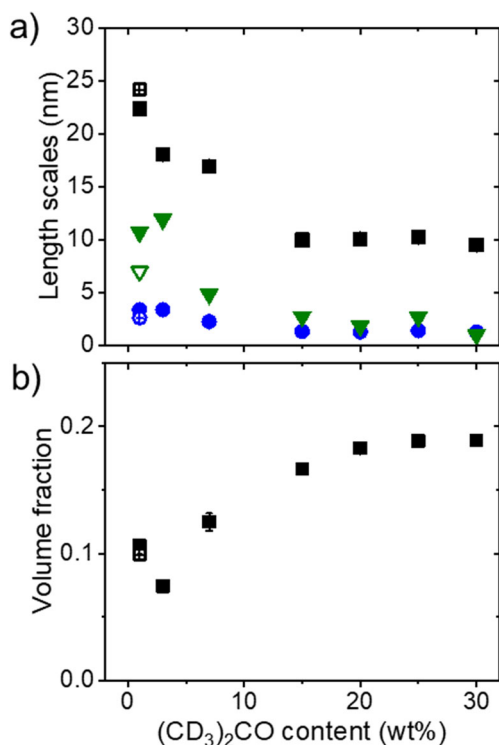 a)
30
25
20
15
10
5
0
Length scales (nm)
b)
0.2
0.1
0.0
Volume fraction
0 10 20 30
(CD₃)₂CO content (wt%)